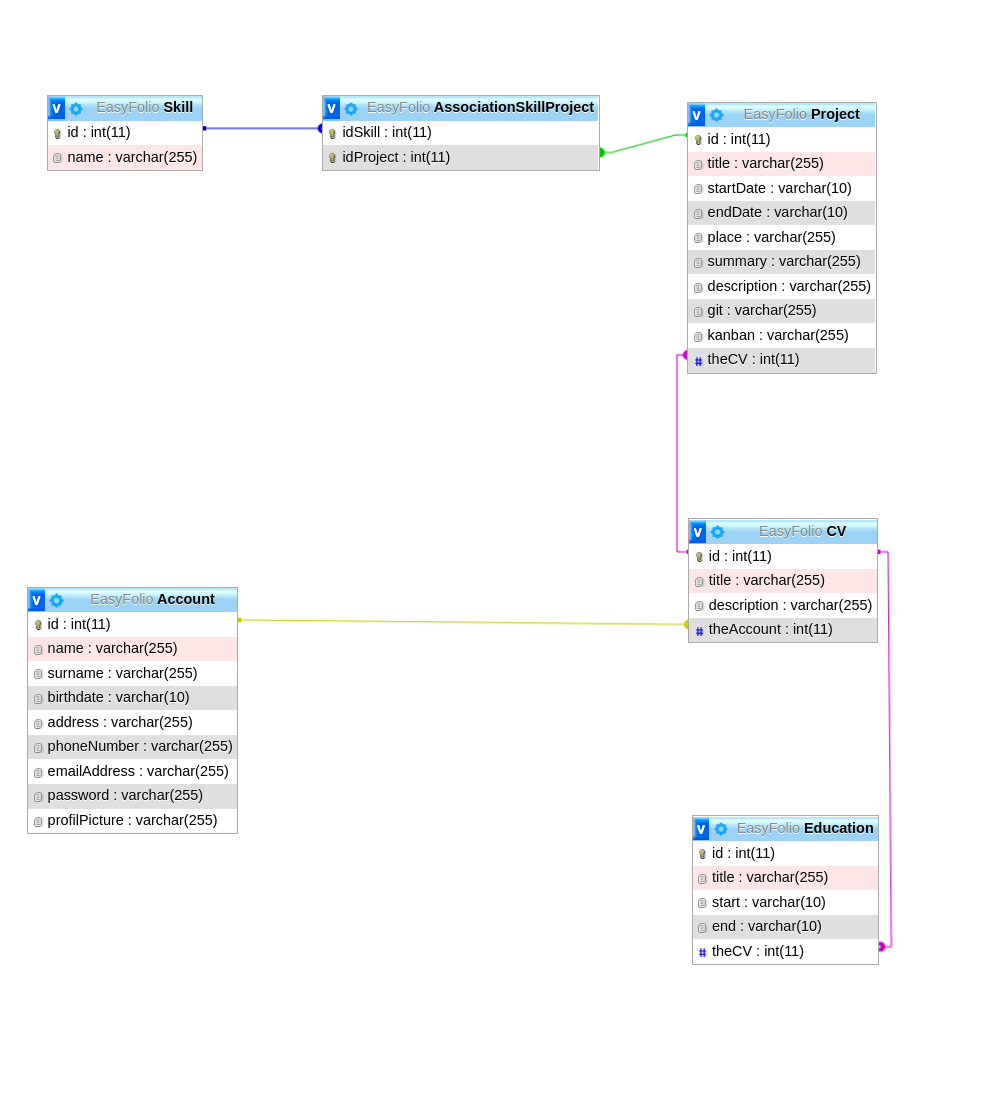 v EasyFolio Skill
id : int(11)
name : varchar(255)
v EasyFolio AssociationSkillProject
idSkill : int(11)
idProject : int(11)
v EasyFolio Project
id : int(11)
title : varchar(255)
startDate : varchar(10)
endDate : varchar(10)
place : varchar(255)
summary : varchar(255)
description : varchar(255)
git : varchar(255)
kanban : varchar(255)
# theCV : int(11)
v EasyFolio CV
id : int(11)
title : varchar(255)
description : varchar(255)
# theAccount : int(11)
v EasyFolio Account
id : int(11)
name : varchar(255)
surname : varchar(255)
birthdate : varchar(10)
address : varchar(255)
phoneNumber : varchar(255)
emailAddress : varchar(255)
password : varchar(255)
profilPicture : varchar(255)
v EasyFolio Education
id : int(11)
title : varchar(255)
start : varchar(10)
end : varchar(10)
# theCV : int(11)